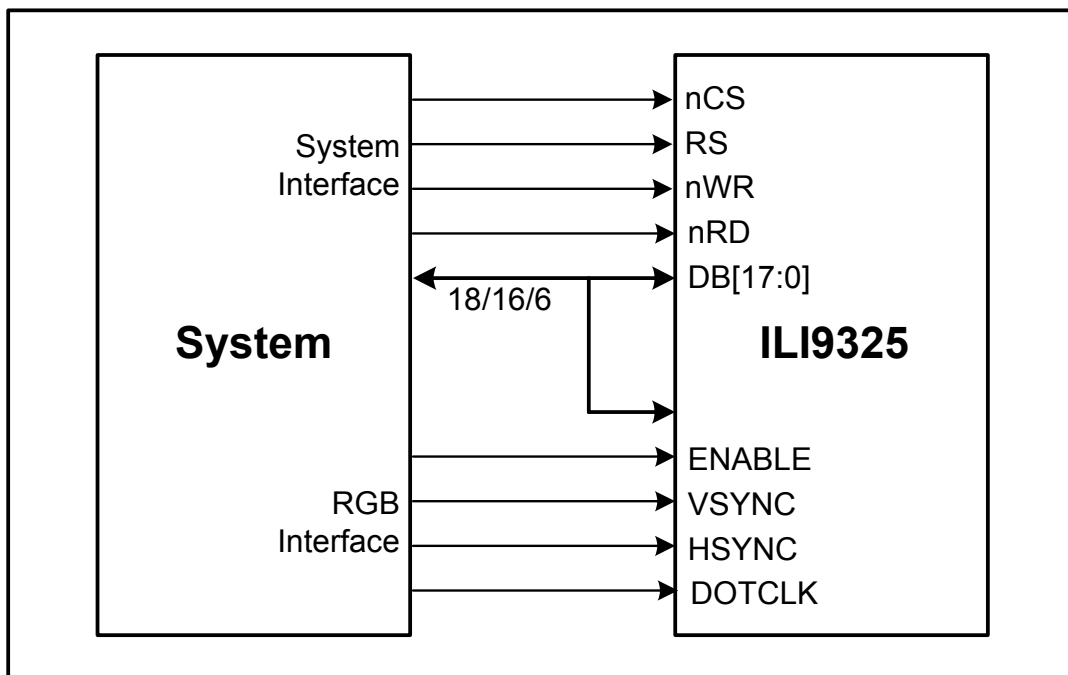 System
Interface
nCS
RS
nWR
nRD
DB[17:0]
18/16/6
System
ILI9325
ENABLE
RGB
Interface
VSYNC
HSYNC
DOTCLK